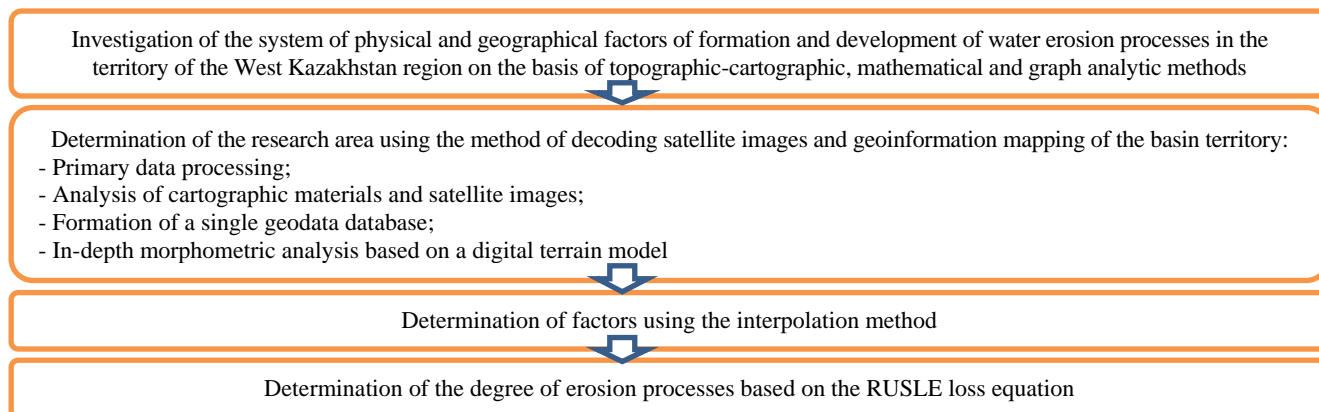 Investigation of the system of physical and geographical factors of formation and development of water erosion processes in the
territory of the West Kazakhstan region on the basis of topographic-cartographic, mathematical and graph analytic methods
Determination of the research area using the method of decoding satellite images and geoinformation mapping of the basin territory:
- Primary data processing;
- Analysis of cartographic materials and satellite images;
- Formation of a single geodata database;
- In-depth morphometric analysis based on a digital terrain model
Determination of factors using the interpolation method
Determination of the degree of erosion processes based on the RUSLE loss equation